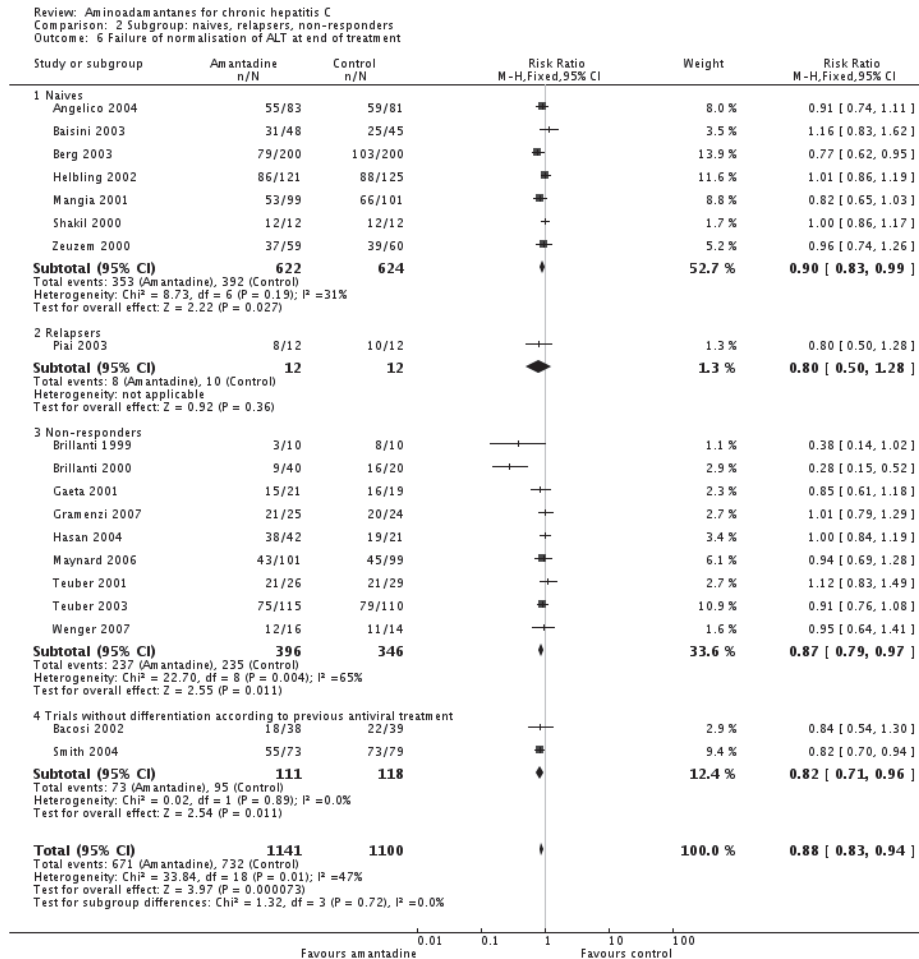 Review: Aminoadamantanes for chronic hepatitis C
Comparison: 2 Subgroup: naives, relapsers, non-responders
Outcome: 6 Failure of normalisation of ALT at end of treatment
Study or subgroup Amantadine Control Risk Ratio Weight Risk Ratio
n/N n/N M-H,Fixed,95% CI M-H,Fixed,95% CI
1 Naives
Angelico 2004 55/83 59/81 8.0 % 0.91 [ 0.74, 1.11 ]
Baisini 2003 31/48 25/45 3.5 % 1.16 [ 0.83, 1.62 ]
Berg 2003 79/200 103/200 13.9 % 0.77 [ 0.62, 0.95 ]
Helbling 2002 86/121 88/125 11.6 % 1.01 [ 0.86, 1.19 ]
Mangia 2001 53/99 66/101 8.8 % 0.82 [ 0.65, 1.03 ]
Shakil 2000 12/12 12/12 1.7 % 1.00 [ 0.86, 1.17 ]
Zeuzem 2000 37/59 39/60 5.2 % 0.96 [ 0.74, 1.26 ]
Subtotal (95% CI) 622 624 52.7 % 0.90 [ 0.83, 0.99 ]
Total events: 353 (Amantadine), 392 (Control)
Heterogeneity: Chi² = 8.73, df = 6 (P = 0.19); I² =31%
Test for overall effect: Z = 2.22 (P = 0.027)
2 Relapsers
Piai 2003 8/12 10/12 1.3 % 0.80 [ 0.50, 1.28 ]
Subtotal (95% CI) 12 12 1.3 % 0.80 [ 0.50, 1.28 ]
Total events: 8 (Amantadine), 10 (Control)
Heterogeneity: not applicable
Test for overall effect: Z = 0.92 (P = 0.36)
3 Non-responders
Brillanti 1999 3/10 8/10 1.1 % 0.38 [ 0.14, 1.02 ]
Brillanti 2000 9/40 16/20 2.9 % 0.28 [ 0.15, 0.52 ]
Gaeta 2001 15/21 16/19 2.3 % 0.85 [ 0.61, 1.18 ]
Gramenzi 2007 21/25 20/24 2.7 % 1.01 [ 0.79, 1.29 ]
Hasan 2004 38/42 19/21 3.4 % 1.00 [ 0.84, 1.19 ]
Maynard 2006 43/101 45/99 6.1 % 0.94 [ 0.69, 1.28 ]
Teuber 2001 21/26 21/29 2.7 % 1.12 [ 0.83, 1.49 ]
Teuber 2003 75/115 79/110 10.9 % 0.91 [ 0.76, 1.08 ]
Wenger 2007 12/16 11/14 1.6 % 0.95 [ 0.64, 1.41 ]
Subtotal (95% CI) 396 346 33.6 % 0.87 [ 0.79, 0.97 ]
Total events: 237 (Amantadine), 235 (Control)
Heterogeneity: Chi² = 22.70, df = 8 (P = 0.004); I² =65%
Test for overall effect: Z = 2.55 (P = 0.011)
4 Trials without differentiation according to previous antiviral treatment
Bacosi 2002 18/38 22/39 2.9 % 0.84 [ 0.54, 1.30 ]
Smith 2004 55/73 73/79 9.4 % 0.82 [ 0.70, 0.94 ]
Subtotal (95% CI) 111 118 12.4 % 0.82 [ 0.71, 0.96 ]
Total events: 73 (Amantadine), 95 (Control)
Heterogeneity: Chi² = 0.02, df = 1 (P = 0.89); I² =0.0%
Test for overall effect: Z = 2.54 (P = 0.011)
Total (95% CI) 1141 1100 100.0 % 0.88 [ 0.83, 0.94 ]
Total events: 671 (Amantadine), 732 (Control)
Heterogeneity: Chi² = 33.84, df = 18 (P = 0.01); I² =47%
Test for overall effect: Z = 3.97 (P = 0.000073)
Test for subgroup differences: Chi² = 1.32, df = 3 (P = 0.72), I² =0.0%
0.01 0.1 1 10 100
Favours amantadine Favours control